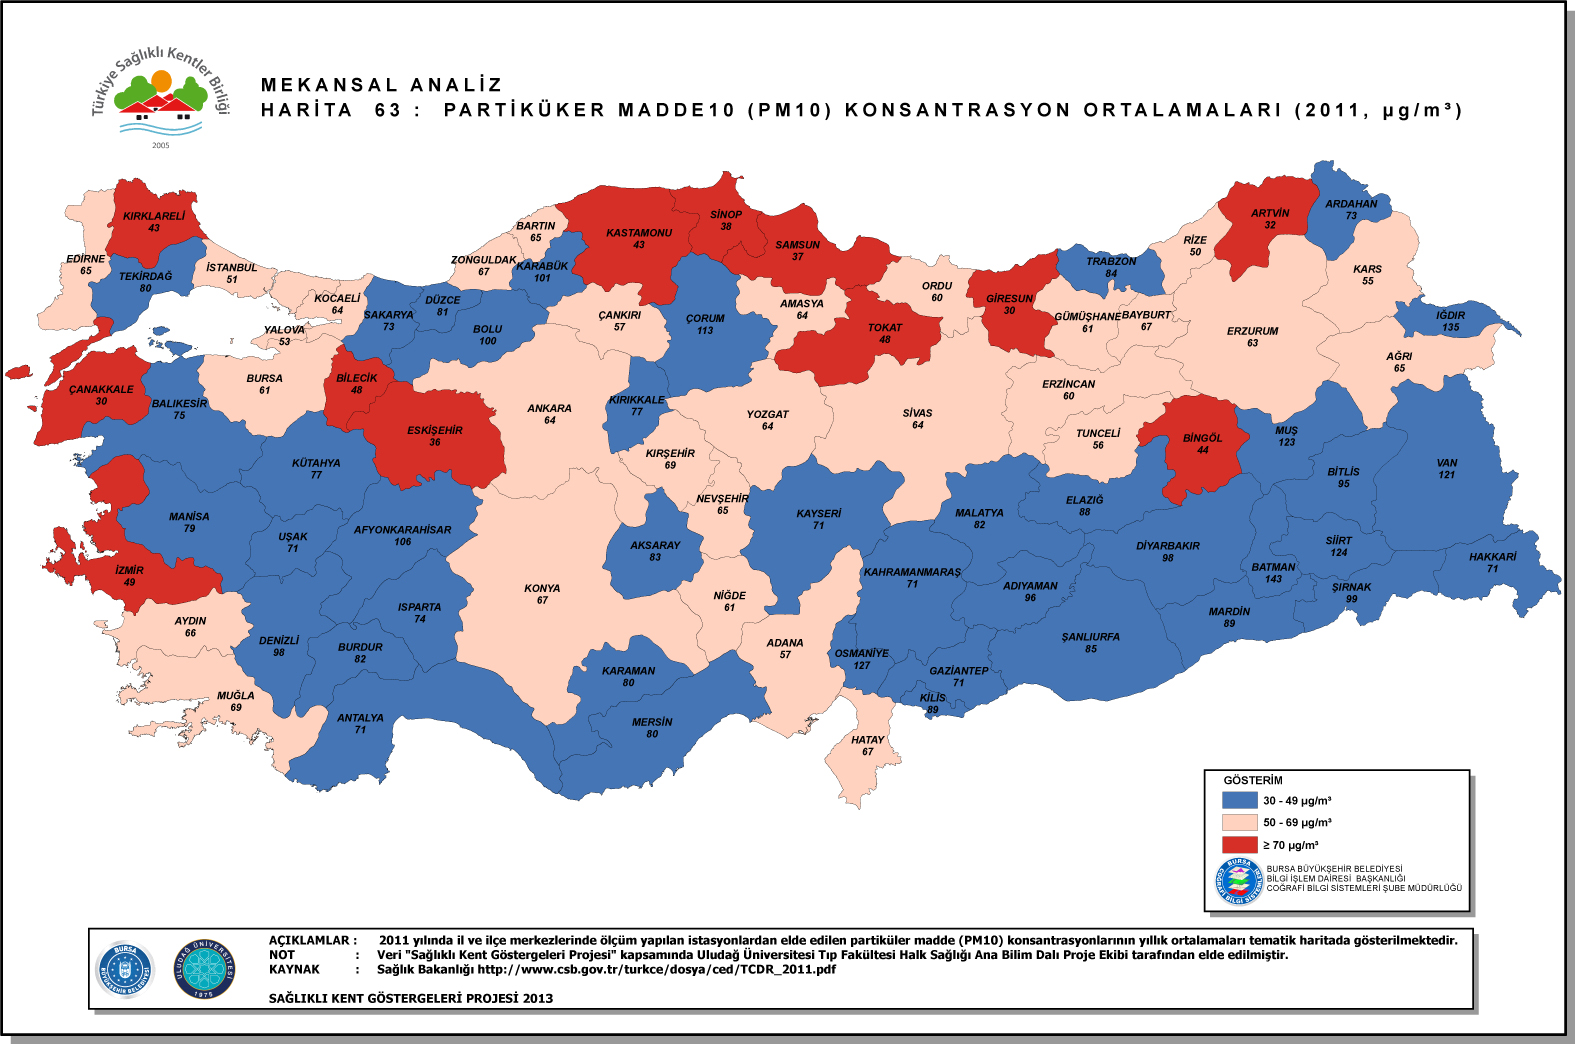 Türkiye Sağlıklı Kentler Birliği
2005
MEKANSAL ANALİZ
HARİTA 63 : PARTİKÜKER MADDE10 (PM10) KONSANTRASYON ORTALAMALARI (2011, µg/m³)
KIRKLARELİ
43
EDİRNE
65
TEKİRDAĞ
80
İSTANBUL
51
KOCAELİ
64
YALOVA
53
SAKARYA
73
DÜZCE
81
BOLU
100
ZONGULDAK
67
BARTIN
65
KARABÜK
101
KASTAMONU
43
SİNOP
38
SAMSUN
37
ÇANKIRI
57
ÇORUM
113
AMASYA
64
TOKAT
48
ORDU
60
GİRESUN
30
GÜMÜŞHANE
61
TRABZON
84
BAYBURT
67
RİZE
50
ARTVİN
32
ARDAHAN
73
KARS
55
IĞDIR
135
AĞRI
65
ERZURUM
63
ERZİNCAN
60
TUNCELİ
56
BİNGÖL
44
MUŞ
123
BİTLİS
95
VAN
121
HAKKARİ
71
SİİRT
124
ŞIRNAK
99
BATMAN
143
MARDİN
89
DİYARBAKIR
98
ELAZIĞ
88
MALATYA
82
ADIYAMAN
96
ŞANLIURFA
85
GAZİANTEP
71
KİLİS
89
KAHRAMANMARAŞ
71
OSMANİYE
127
HATAY
67
ADANA
57
MERSİN
80
KARAMAN
80
NİĞDE
61
KAYSERİ
71
NEVŞEHİR
65
AKSARAY
83
KIRŞEHİR
69
YOZGAT
64
SİVAS
64
KIRIKKALE
77
ANKARA
64
KONYA
67
ESKİŞEHİR
36
BİLECİK
48
BURSA
61
ÇANAKKALE
30
BALIKESİR
75
KÜTAHYA
77
MANİSA
79
UŞAK
71
AFYONKARAHİSAR
106
İZMİR
49
AYDIN
66
DENİZLİ
98
BURDUR
82
ISPARTA
74
MUĞLA
69
ANTALYA
71
GÖSTERİM
30 - 49 µg/m³
50 - 69 µg/m³
≥ 70 µg/m³
BURSA
COĞRAFİ BİLGİ SİSTEMLERİ
BURSA BÜYÜKŞEHİR BELEDİYESİ
BİLGİ İŞLEM DAİRESİ BAŞKANLIĞI
COĞRAFİ BİLGİ SİSTEMLERİ ŞUBE MÜDÜRLÜĞÜ
BURSA
BÜYÜKŞEHİR BELEDİYESİ
ULUDAĞ ÜNİVERSİTESİ
1975
AÇIKLAMLAR : 2011 yılında il ve ilçe merkezlerinde ölçüm yapılan istasyonlardan elde edilen partiküler madde (PM10) konsantrasyonlarının yıllık ortalamaları tematik haritada gösterilmektedir.
NOT : Veri "Sağlıklı Kent Göstergeleri Projesi" kapsamında Uludağ Üniversitesi Tıp Fakültesi Halk Sağlığı Ana Bilim Dalı Proje Ekibi tarafından elde edilmiştir.
KAYNAK : Sağlık Bakanlığı http://www.csb.gov.tr/turkce/dosya/ced/TCDR_2011.pdf
SAĞLIKLI KENT GÖSTERGELERİ PROJESİ 2013